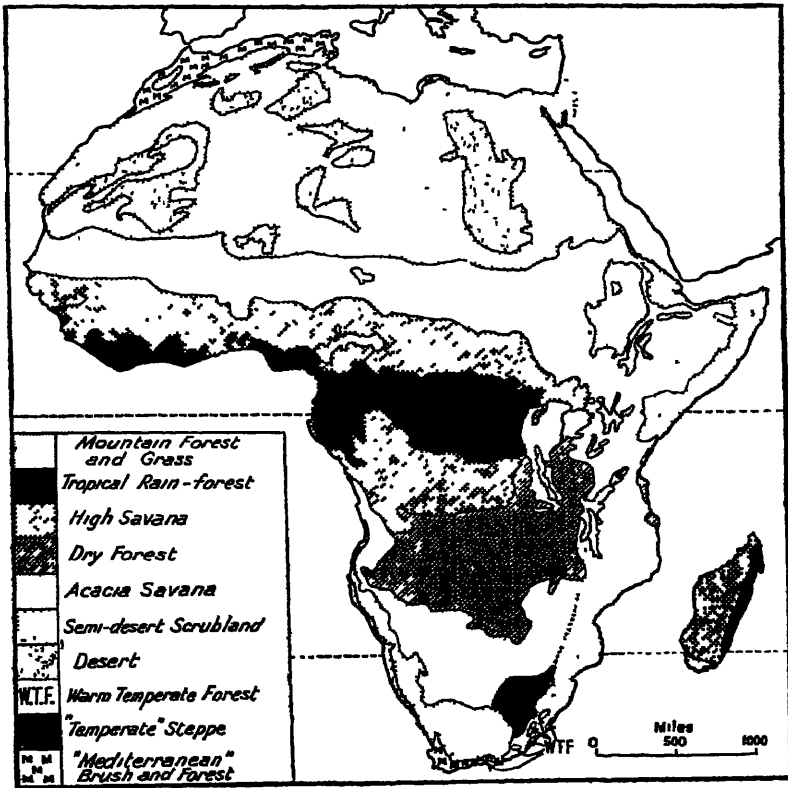 Mountain Forest
and Grass
Tropical Rain-forest
High Savana
Dry Forest
Acacia Savana
Semi-desert Scrubland
Desert
W.T.F. Warm Temperate Forest
"Temperate" Steppe
M M
M
M M
"Mediterranean"
Brush and Forest
WTF
Miles
0 500 1000